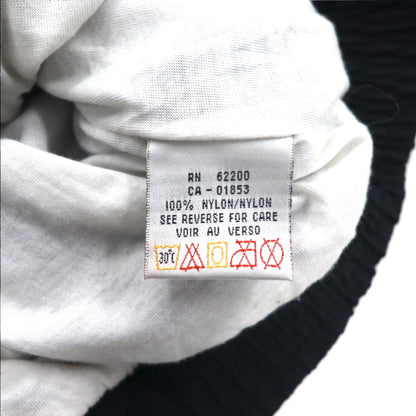 RN 62200
CA - 01853
100% NYLON/NYLON
SEE REVERSE FOR CARE
VOIR AU VERSO
30°C